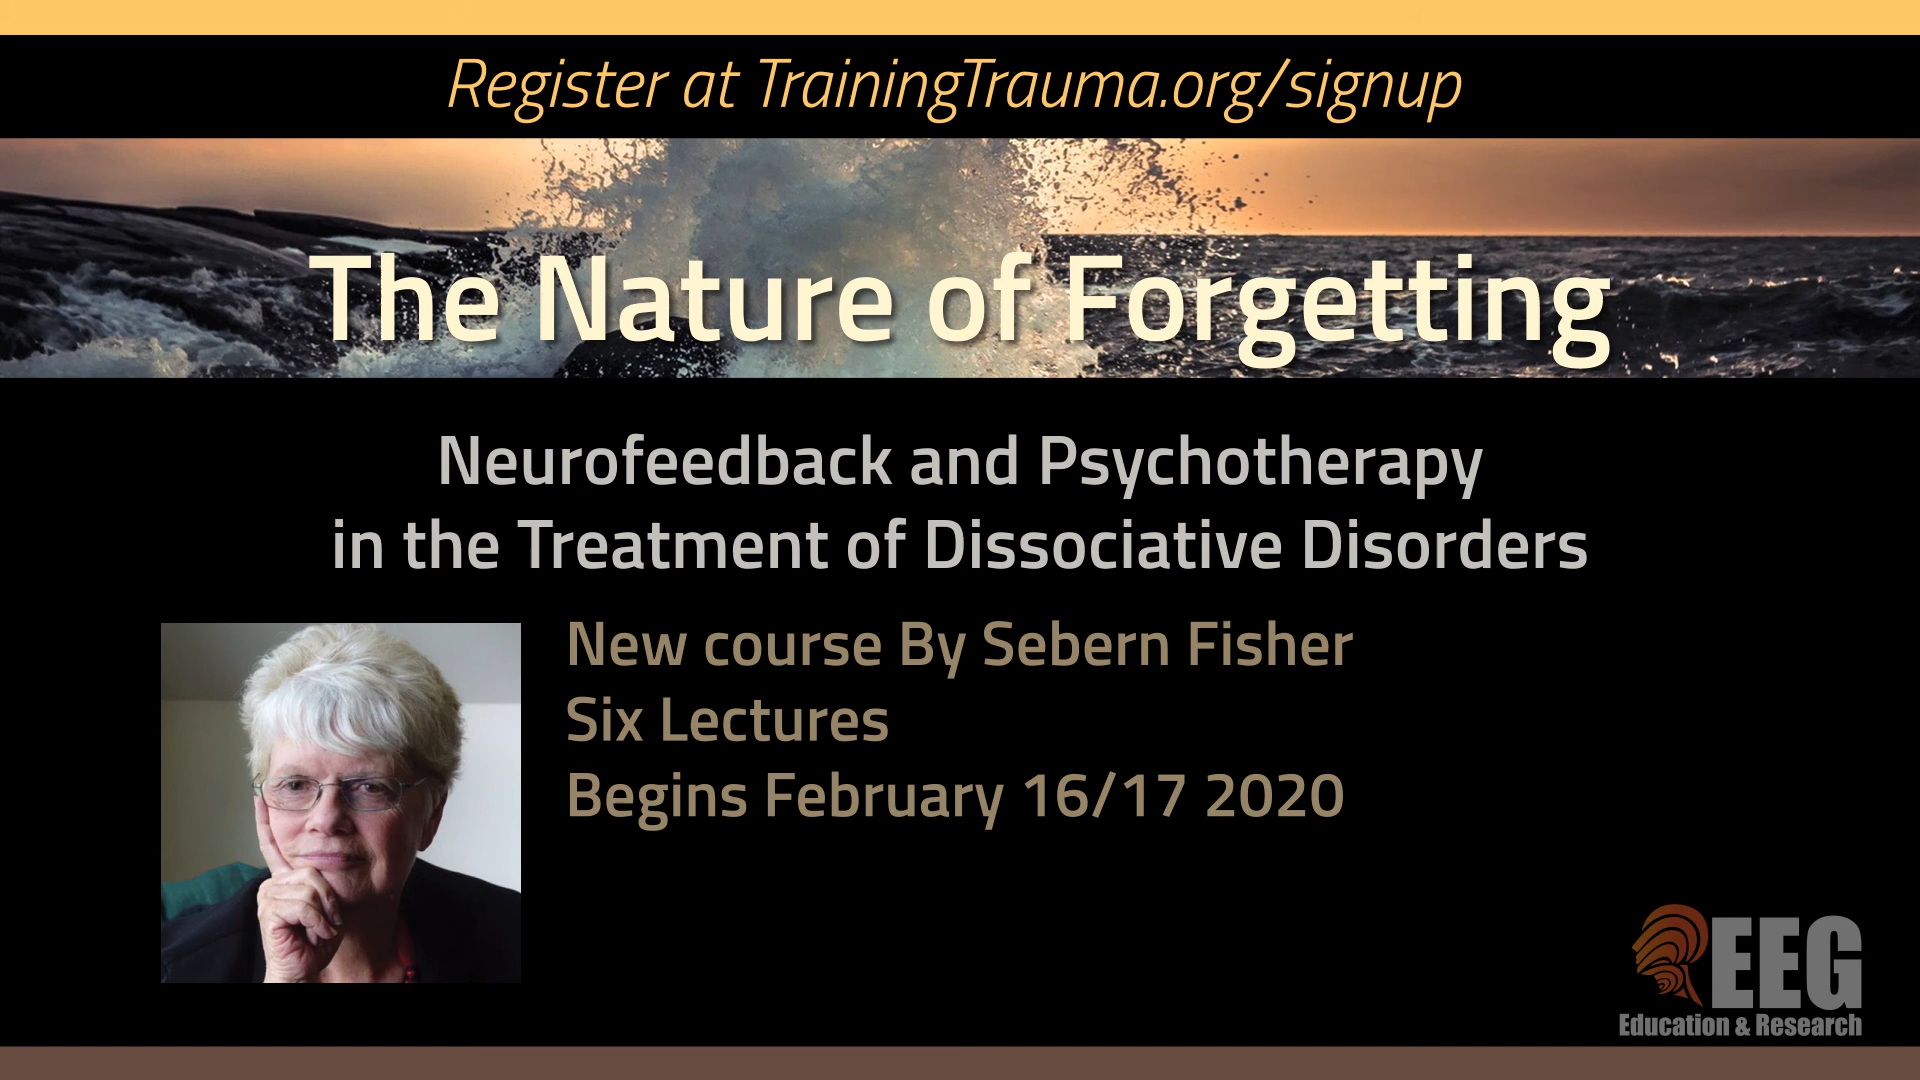 Register at TrainingTrauma.org/signup
The Nature of Forgetting
Neurofeedback and Psychotherapy
in the Treatment of Dissociative Disorders
New course By Sebern Fisher
Six Lectures
Begins February 16/17 2020
EEG
Education & Research